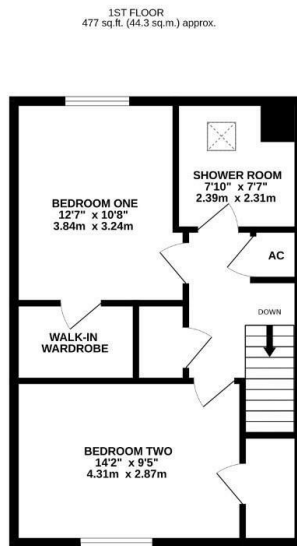 1ST FLOOR
477 sq.ft. (44.3 sq.m.) approx.
SHOWER ROOM
7'10" x 7'7"
2.39m x 2.31m
BEDROOM ONE
12'7" x 10'8"
3.84m x 3.24m
AC
DOWN
WALK-IN
WARDROBE
BEDROOM TWO
14'2" x 9'5"
4.31m x 2.87m